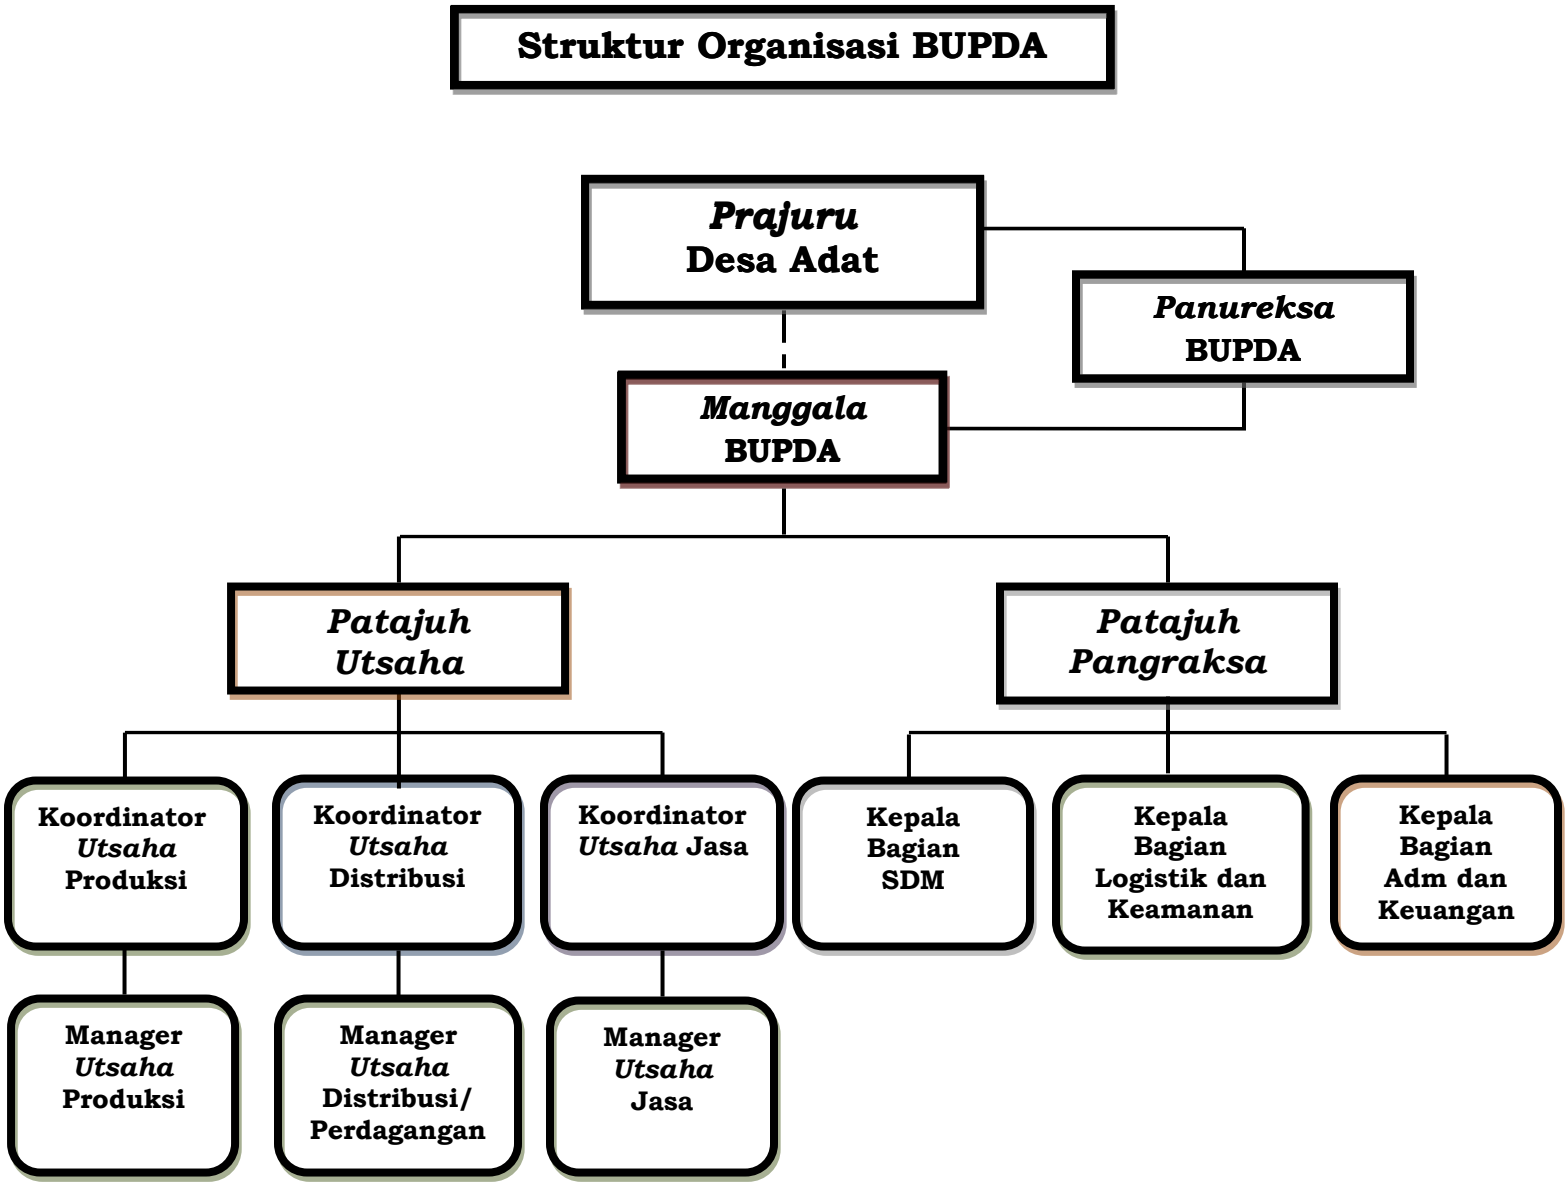 Struktur Organisasi BUPDA
Prajuru
Desa Adat
Panureksa
BUPDA
Manggala
BUPDA
Patajuh
Utsaha
Patajuh
Pangraksa
Koordinator
Utsaha
Produksi
Koordinator
Utsaha
Distribusi
Koordinator
Utsaha Jasa
Kepala
Bagian
SDM
Kepala
Bagian
Logistik dan
Keamanan
Kepala
Bagian
Adm dan
Keuangan
Manager
Utsaha
Produksi
Manager
Utsaha
Distribusi/
Perdagangan
Manager
Utsaha
Jasa